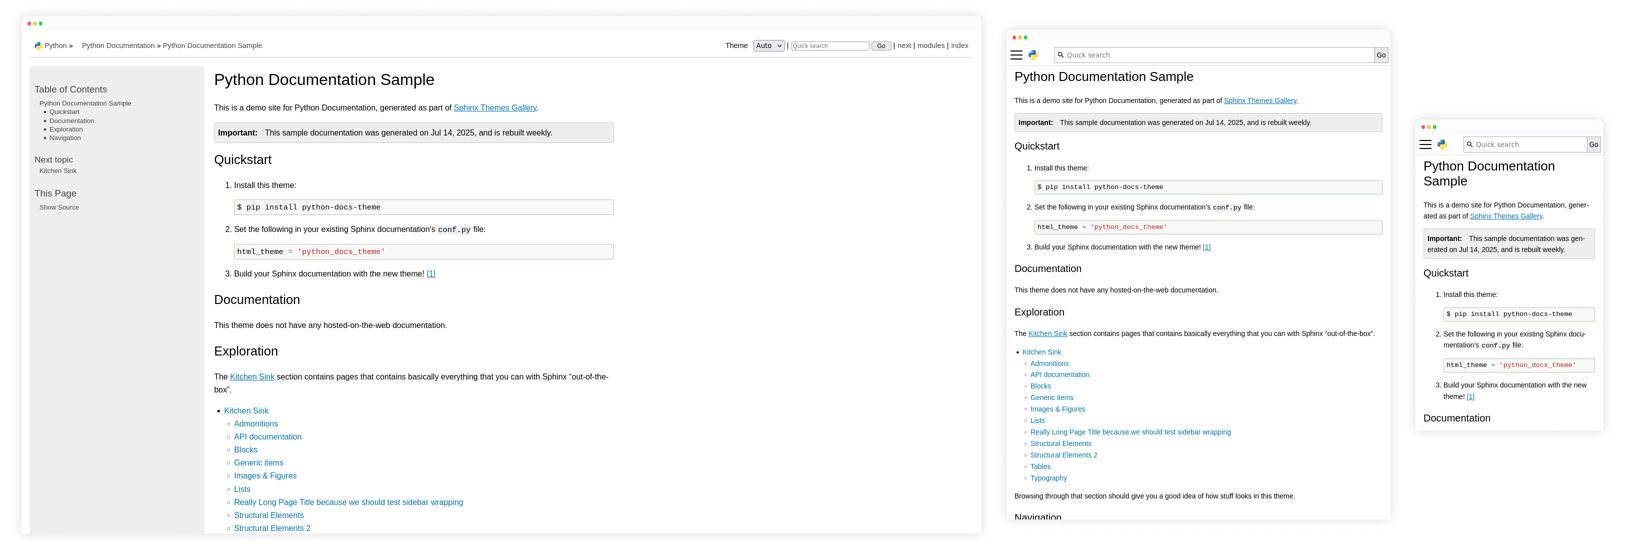 Python » Python Documentation » Python Documentation Sample
Theme Auto | Quick search Go | next | modules | index
Table of Contents
Python Documentation Sample
Quickstart
Documentation
Exploration
Navigation
Next topic
Kitchen Sink
This Page
Show Source
Python Documentation Sample
This is a demo site for Python Documentation, generated as part of Sphinx Themes Gallery.
Important: This sample documentation was generated on Jul 14, 2025, and is rebuilt weekly.
Quickstart
1. Install this theme:
$ pip install python-docs-theme
2. Set the following in your existing Sphinx documentation's conf.py file:
html_theme = 'python_docs_theme'
3. Build your Sphinx documentation with the new theme! [1]
Documentation
This theme does not have any hosted-on-the-web documentation.
Exploration
The Kitchen Sink section contains pages that contains basically everything that you can with Sphinx “out-of-the-
box”.
Kitchen Sink
Admonitions
API documentation
Blocks
Generic items
Images & Figures
Lists
Really Long Page Title because we should test sidebar wrapping
Structural Elements
Structural Elements 2
Quick search Go
Python Documentation Sample
This is a demo site for Python Documentation, generated as part of Sphinx Themes Gallery.
Important: This sample documentation was generated on Jul 14, 2025, and is rebuilt weekly.
Quickstart
1. Install this theme:
$ pip install python-docs-theme
2. Set the following in your existing Sphinx documentation's conf.py file:
html_theme = 'python_docs_theme'
3. Build your Sphinx documentation with the new theme! [1]
Documentation
This theme does not have any hosted-on-the-web documentation.
Exploration
The Kitchen Sink section contains pages that contains basically everything that you can with Sphinx “out-of-the-box”.
Kitchen Sink
Admonitions
API documentation
Blocks
Generic items
Images & Figures
Lists
Really Long Page Title because we should test sidebar wrapping
Structural Elements
Structural Elements 2
Tables
Typography
Browsing through that section should give you a good idea of how stuff looks in this theme.
Navigation
Quick search Go
Python Documentation
Sample
This is a demo site for Python Documentation, gener-
ated as part of Sphinx Themes Gallery.
Important: This sample documentation was gen-
erated on Jul 14, 2025, and is rebuilt weekly.
Quickstart
1. Install this theme:
$ pip install python-docs-theme
2. Set the following in your existing Sphinx docu-
mentation's conf.py file:
html_theme = 'python_docs_theme'
3. Build your Sphinx documentation with the new
theme! [1]
Documentation